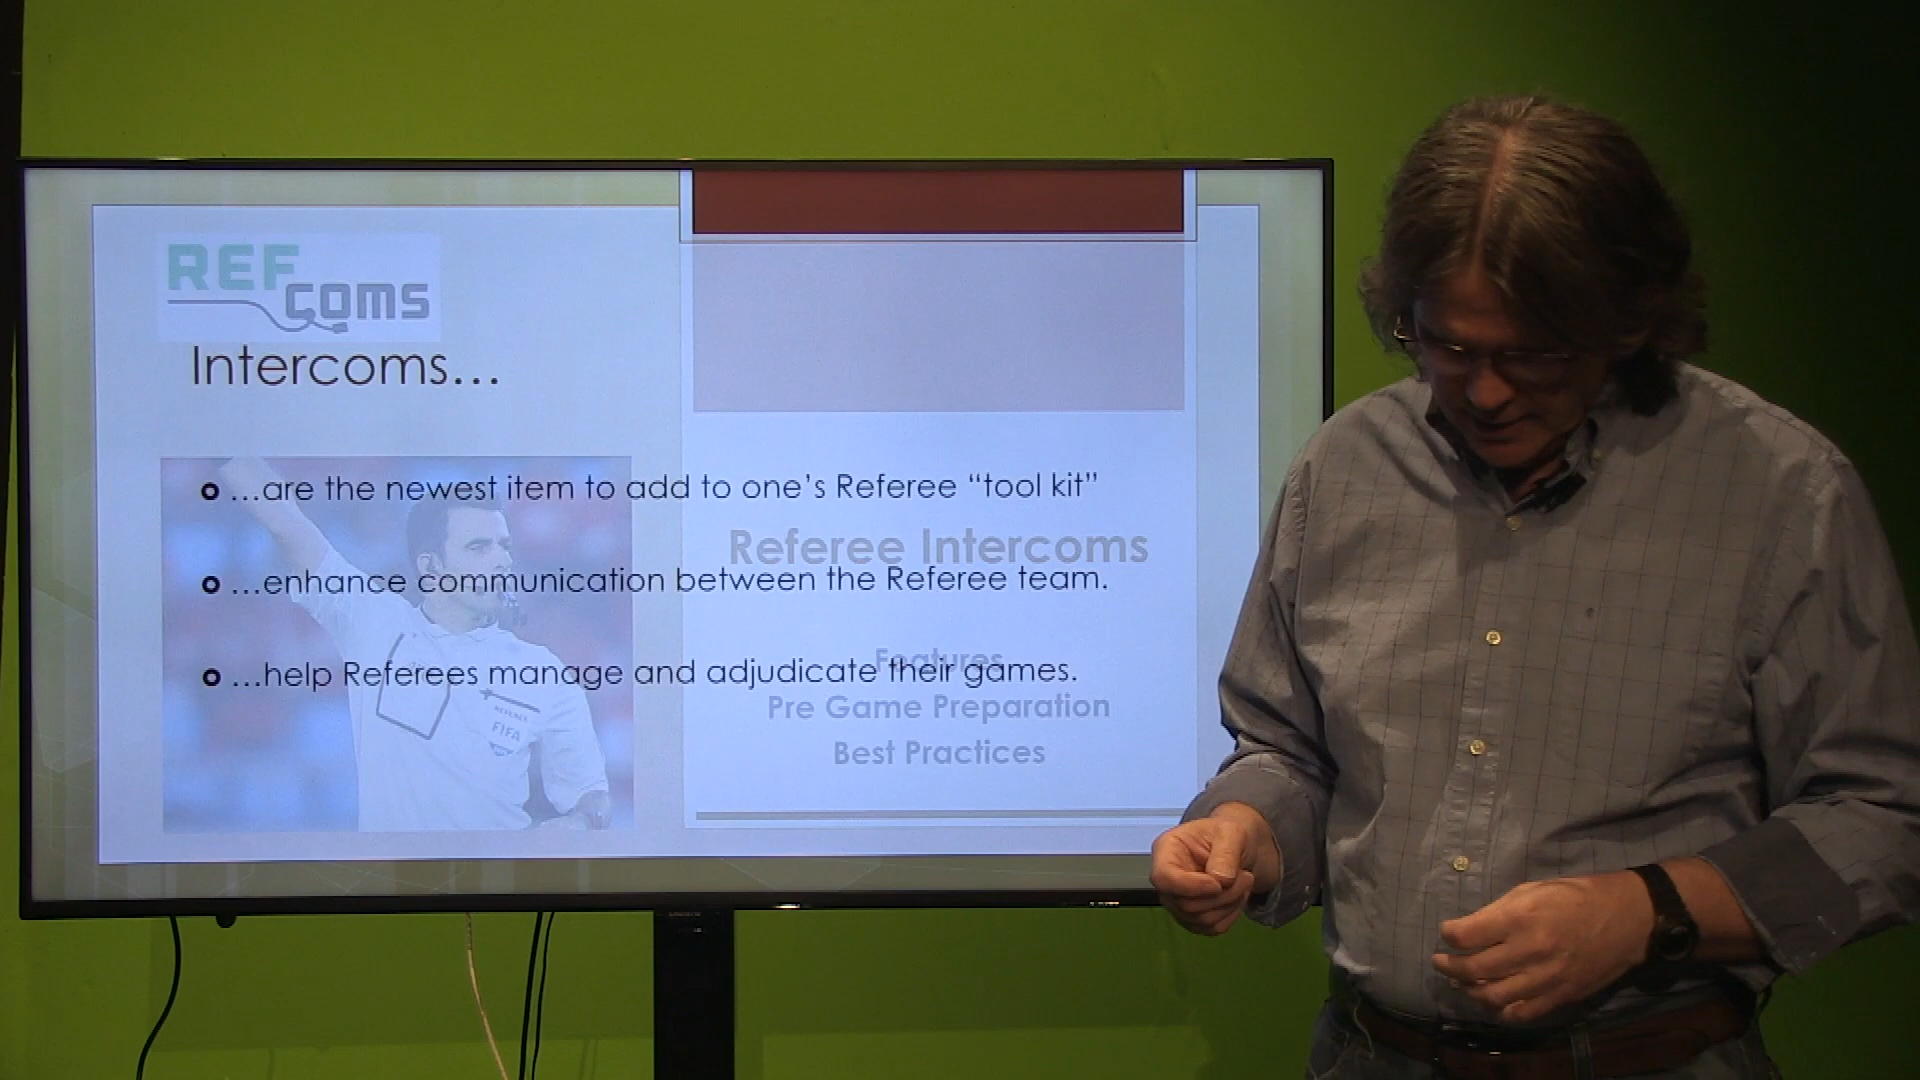 REF
COMS
Intercoms...
...are the newest item to add to one's Referee “tool kit”
Referee Intercoms
...enhance communication between the Referee team.
Features
...help Referees manage and adjudicate their games.
Pre Game Preparation
REFEREE
FIFA
Best Practices